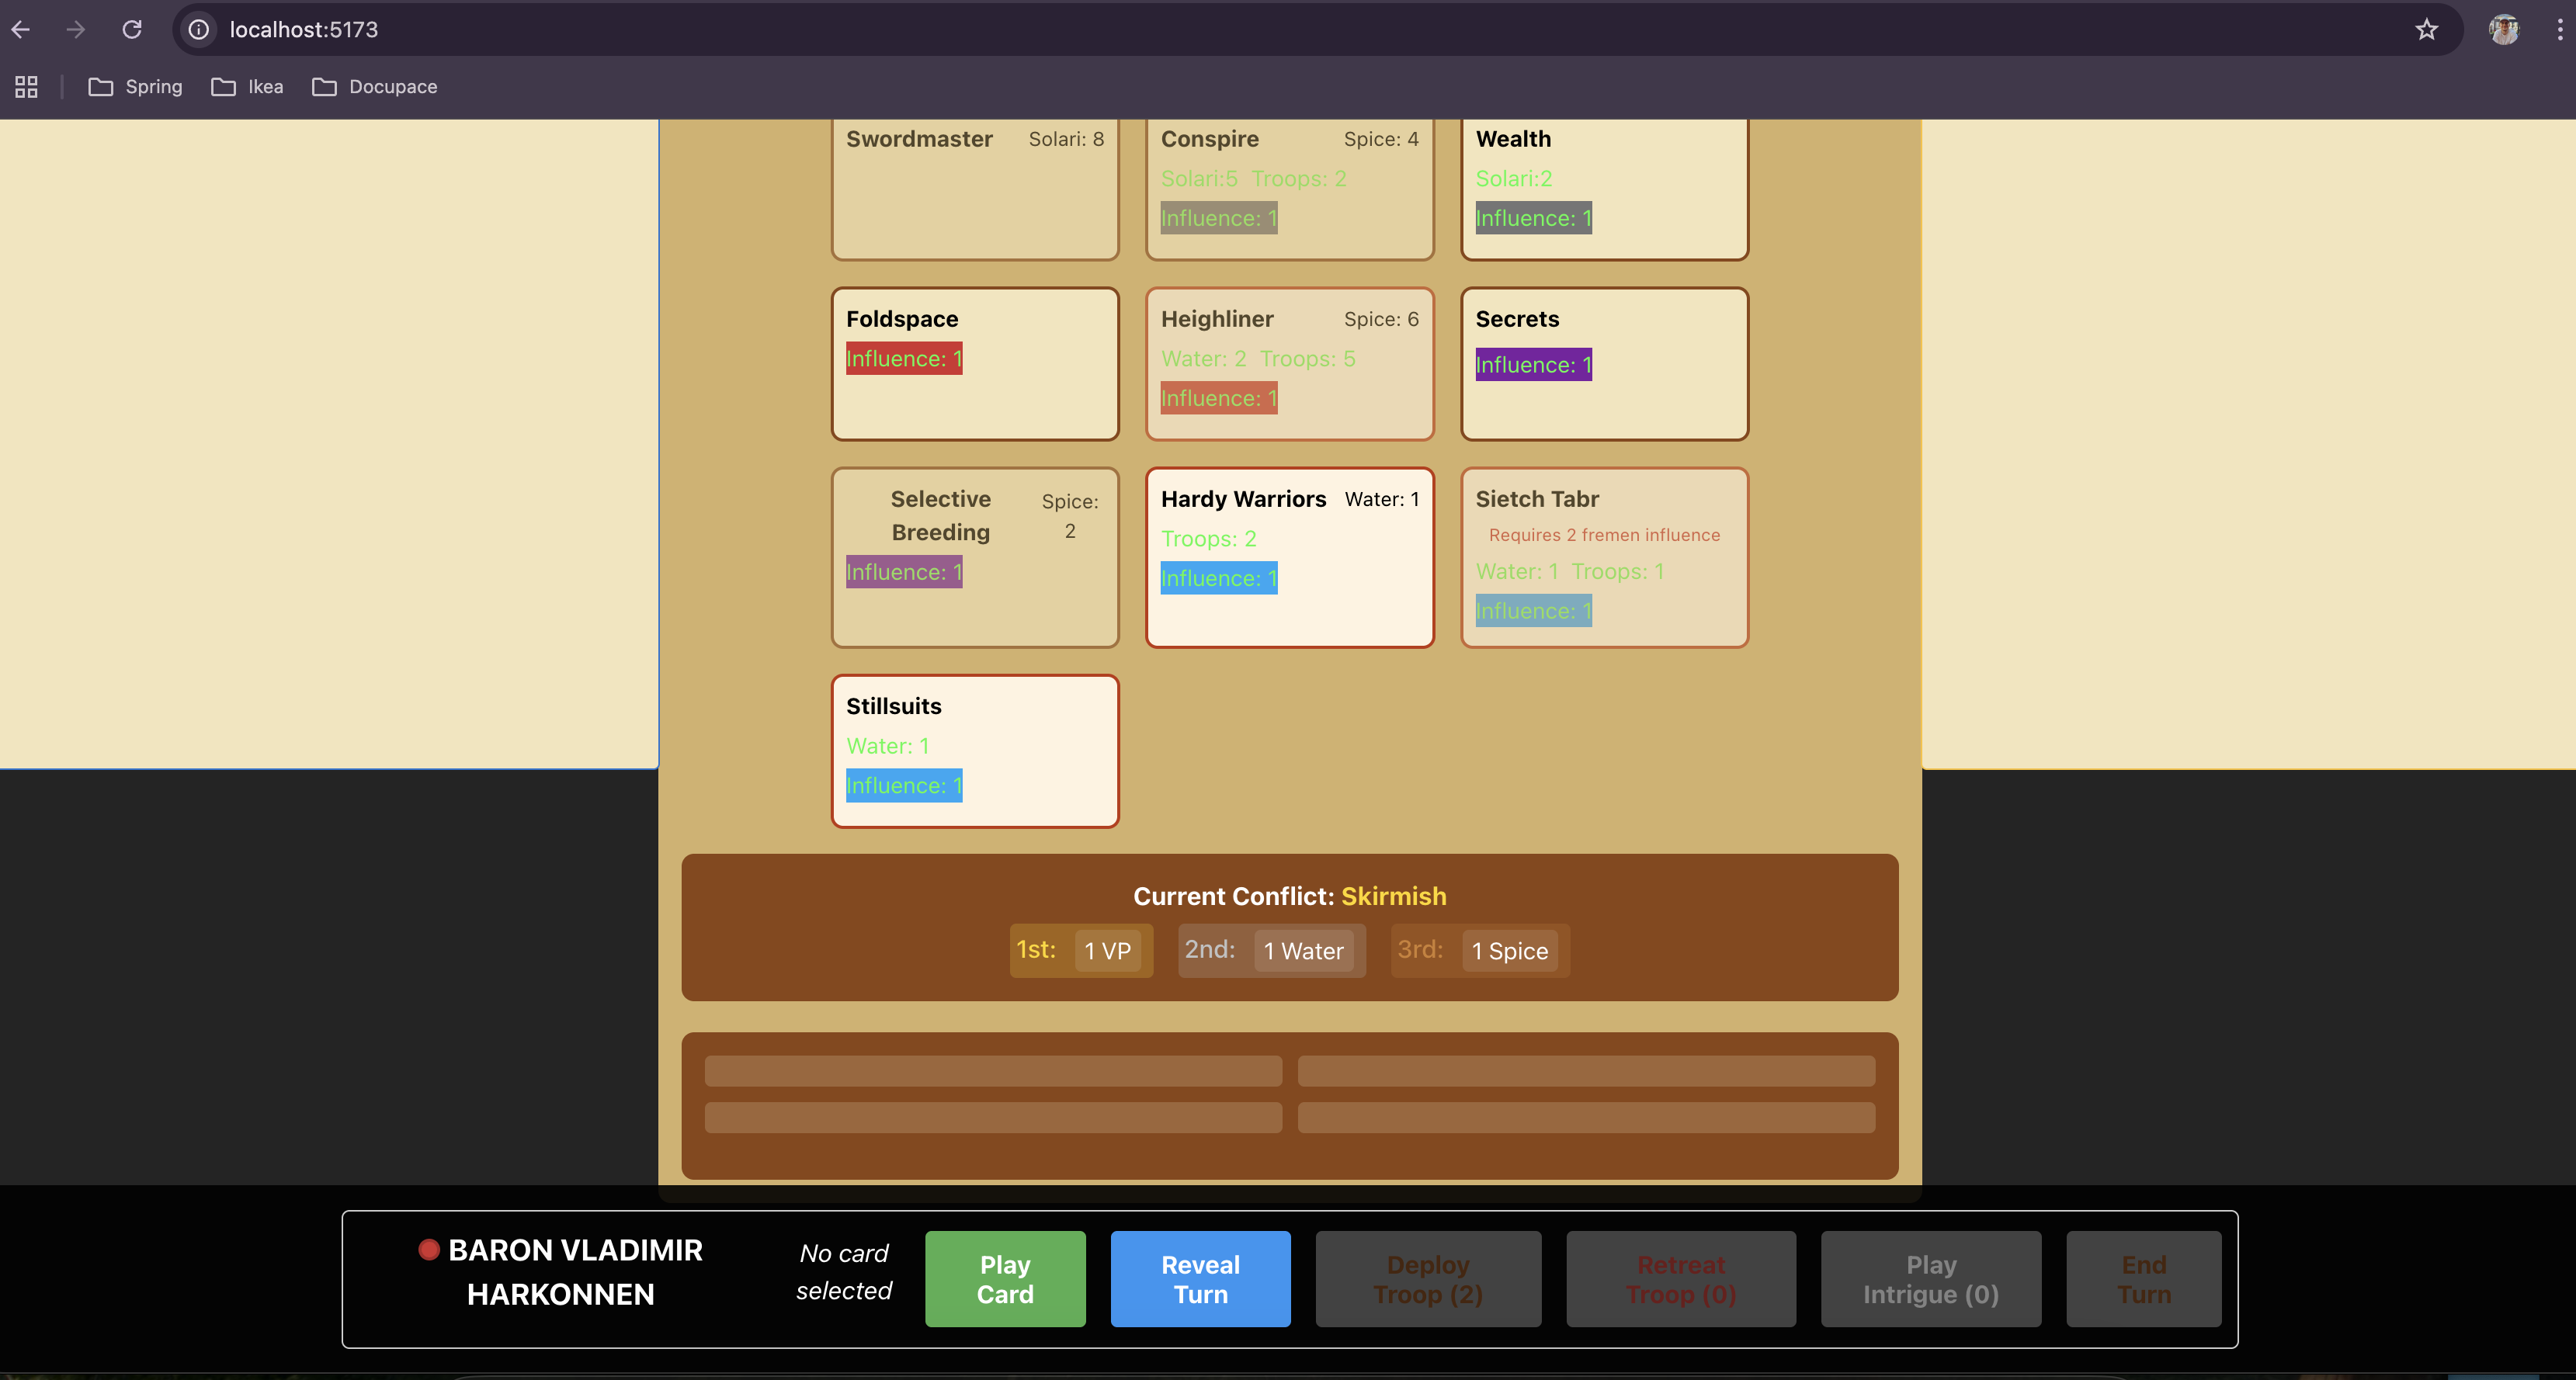 localhost:5173
Spring Ikea Docupace
Swordmaster Solari: 8
Conspire Spice: 4
Solari:5 Troops: 2
Influence: 1
Wealth
Solari:2
Influence: 1
Foldspace
Influence: 1
Heighliner Spice: 6
Water: 2 Troops: 5
Influence: 1
Secrets
Influence: 1
Selective Spice:
Breeding 2
Influence: 1
Hardy Warriors Water: 1
Troops: 2
Influence: 1
Sietch Tabr
Requires 2 fremen influence
Water: 1 Troops: 1
Influence: 1
Stillsuits
Water: 1
Influence: 1
Current Conflict: Skirmish
1st: 1 VP 2nd: 1 Water 3rd: 1 Spice
BARON VLADIMIR
HARKONNEN
No card
selected
Play
Card
Reveal
Turn
Deploy
Troop (2)
Retreat
Troop (0)
Play
Intrigue (0)
End
Turn